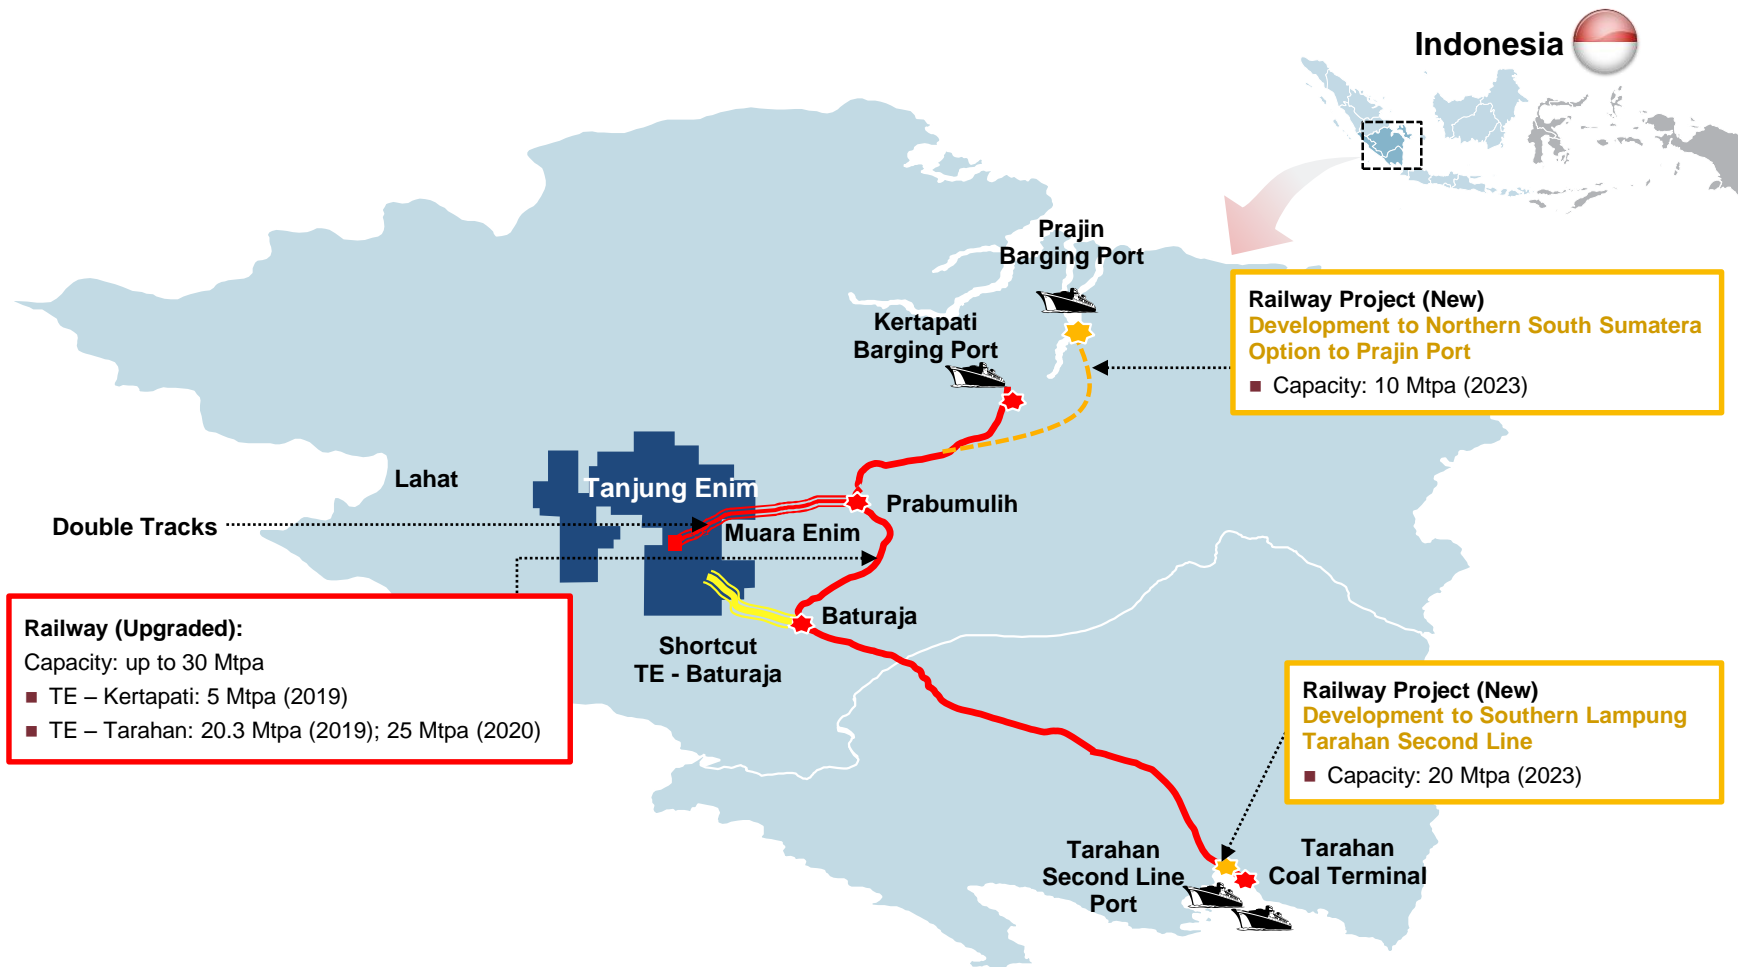 Indonesia
Prajin
Barging Port
Kertapati
Barging Port
Railway Project (New)
Development to Northern South Sumatera
Option to Prajin Port
■ Capacity: 10 Mtpa (2023)
Lahat
Tanjung Enim
Prabumulih
Double Tracks
Muara Enim
Baturaja
Shortcut
TE - Baturaja
Railway (Upgraded):
Capacity: up to 30 Mtpa
■ TE – Kertapati: 5 Mtpa (2019)
■ TE – Tarahan: 20.3 Mtpa (2019); 25 Mtpa (2020)
Railway Project (New)
Development to Southern Lampung
Tarahan Second Line
■ Capacity: 20 Mtpa (2023)
Tarahan
Second Line
Port
Tarahan
Coal Terminal